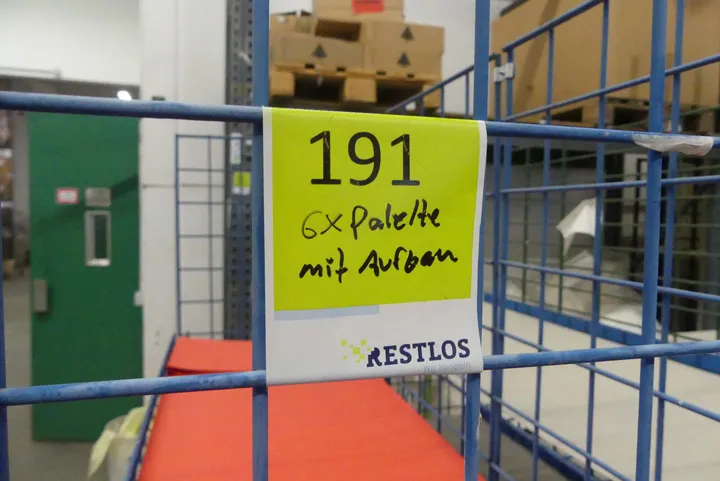 191
6x Palette
mit Aufbau
RESTLOS